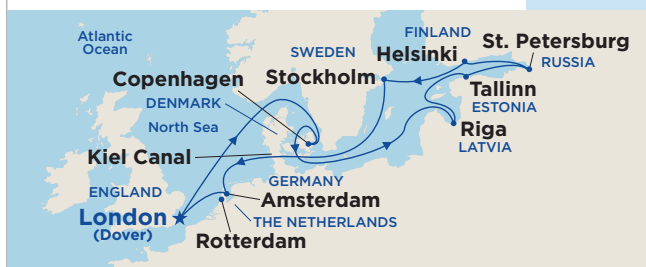 Atlantic
Ocean
SWEDEN
FINLAND
Helsinki
St. Petersburg
RUSSIA
Copenhagen
Stockholm
Tallinn
ESTONIA
DENMARK
North Sea
Riga
LATVIA
Kiel Canal
ENGLAND
GERMANY
Amsterdam
London
(Dover)
THE NETHERLANDS
Rotterdam